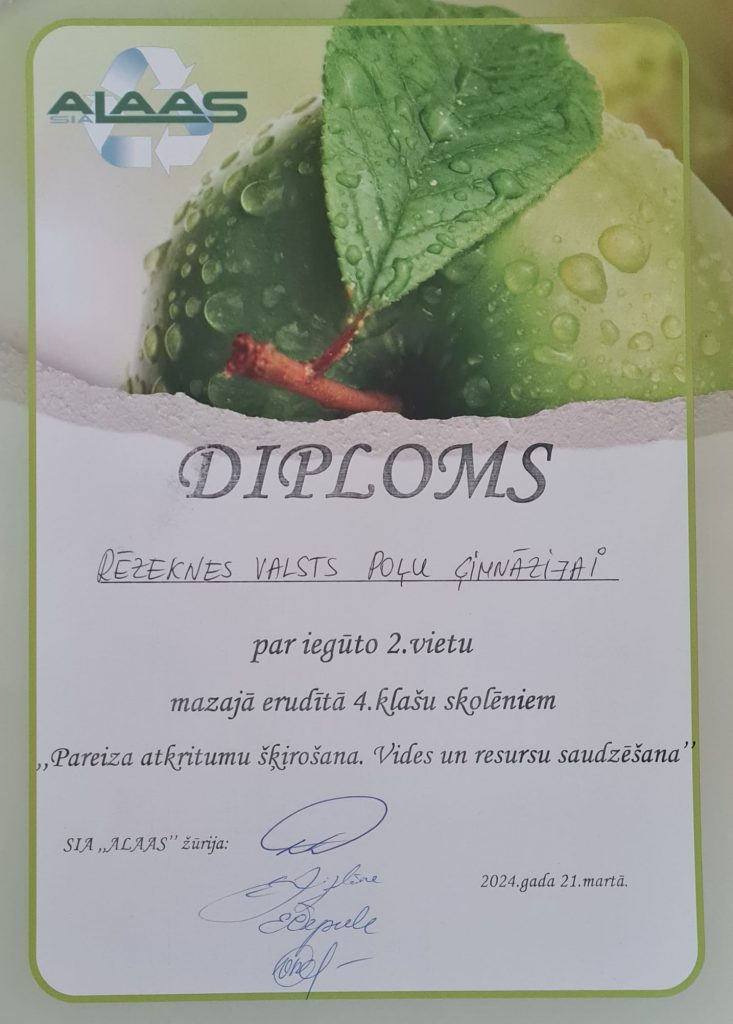 ALAAS
SIA
DIPLOMS
RĒZEKNES VALSTS POĻU ĢIMNĀZIJAI
par iegūto 2.vietu
mazajā erudītā 4.klašu skolēniem
,,Pareiza atkritumu šķirošana. Vides un resursu saudzēšana’’
SIA ,,ALAAS’’ žūrija:
2024.gada 21.martā.